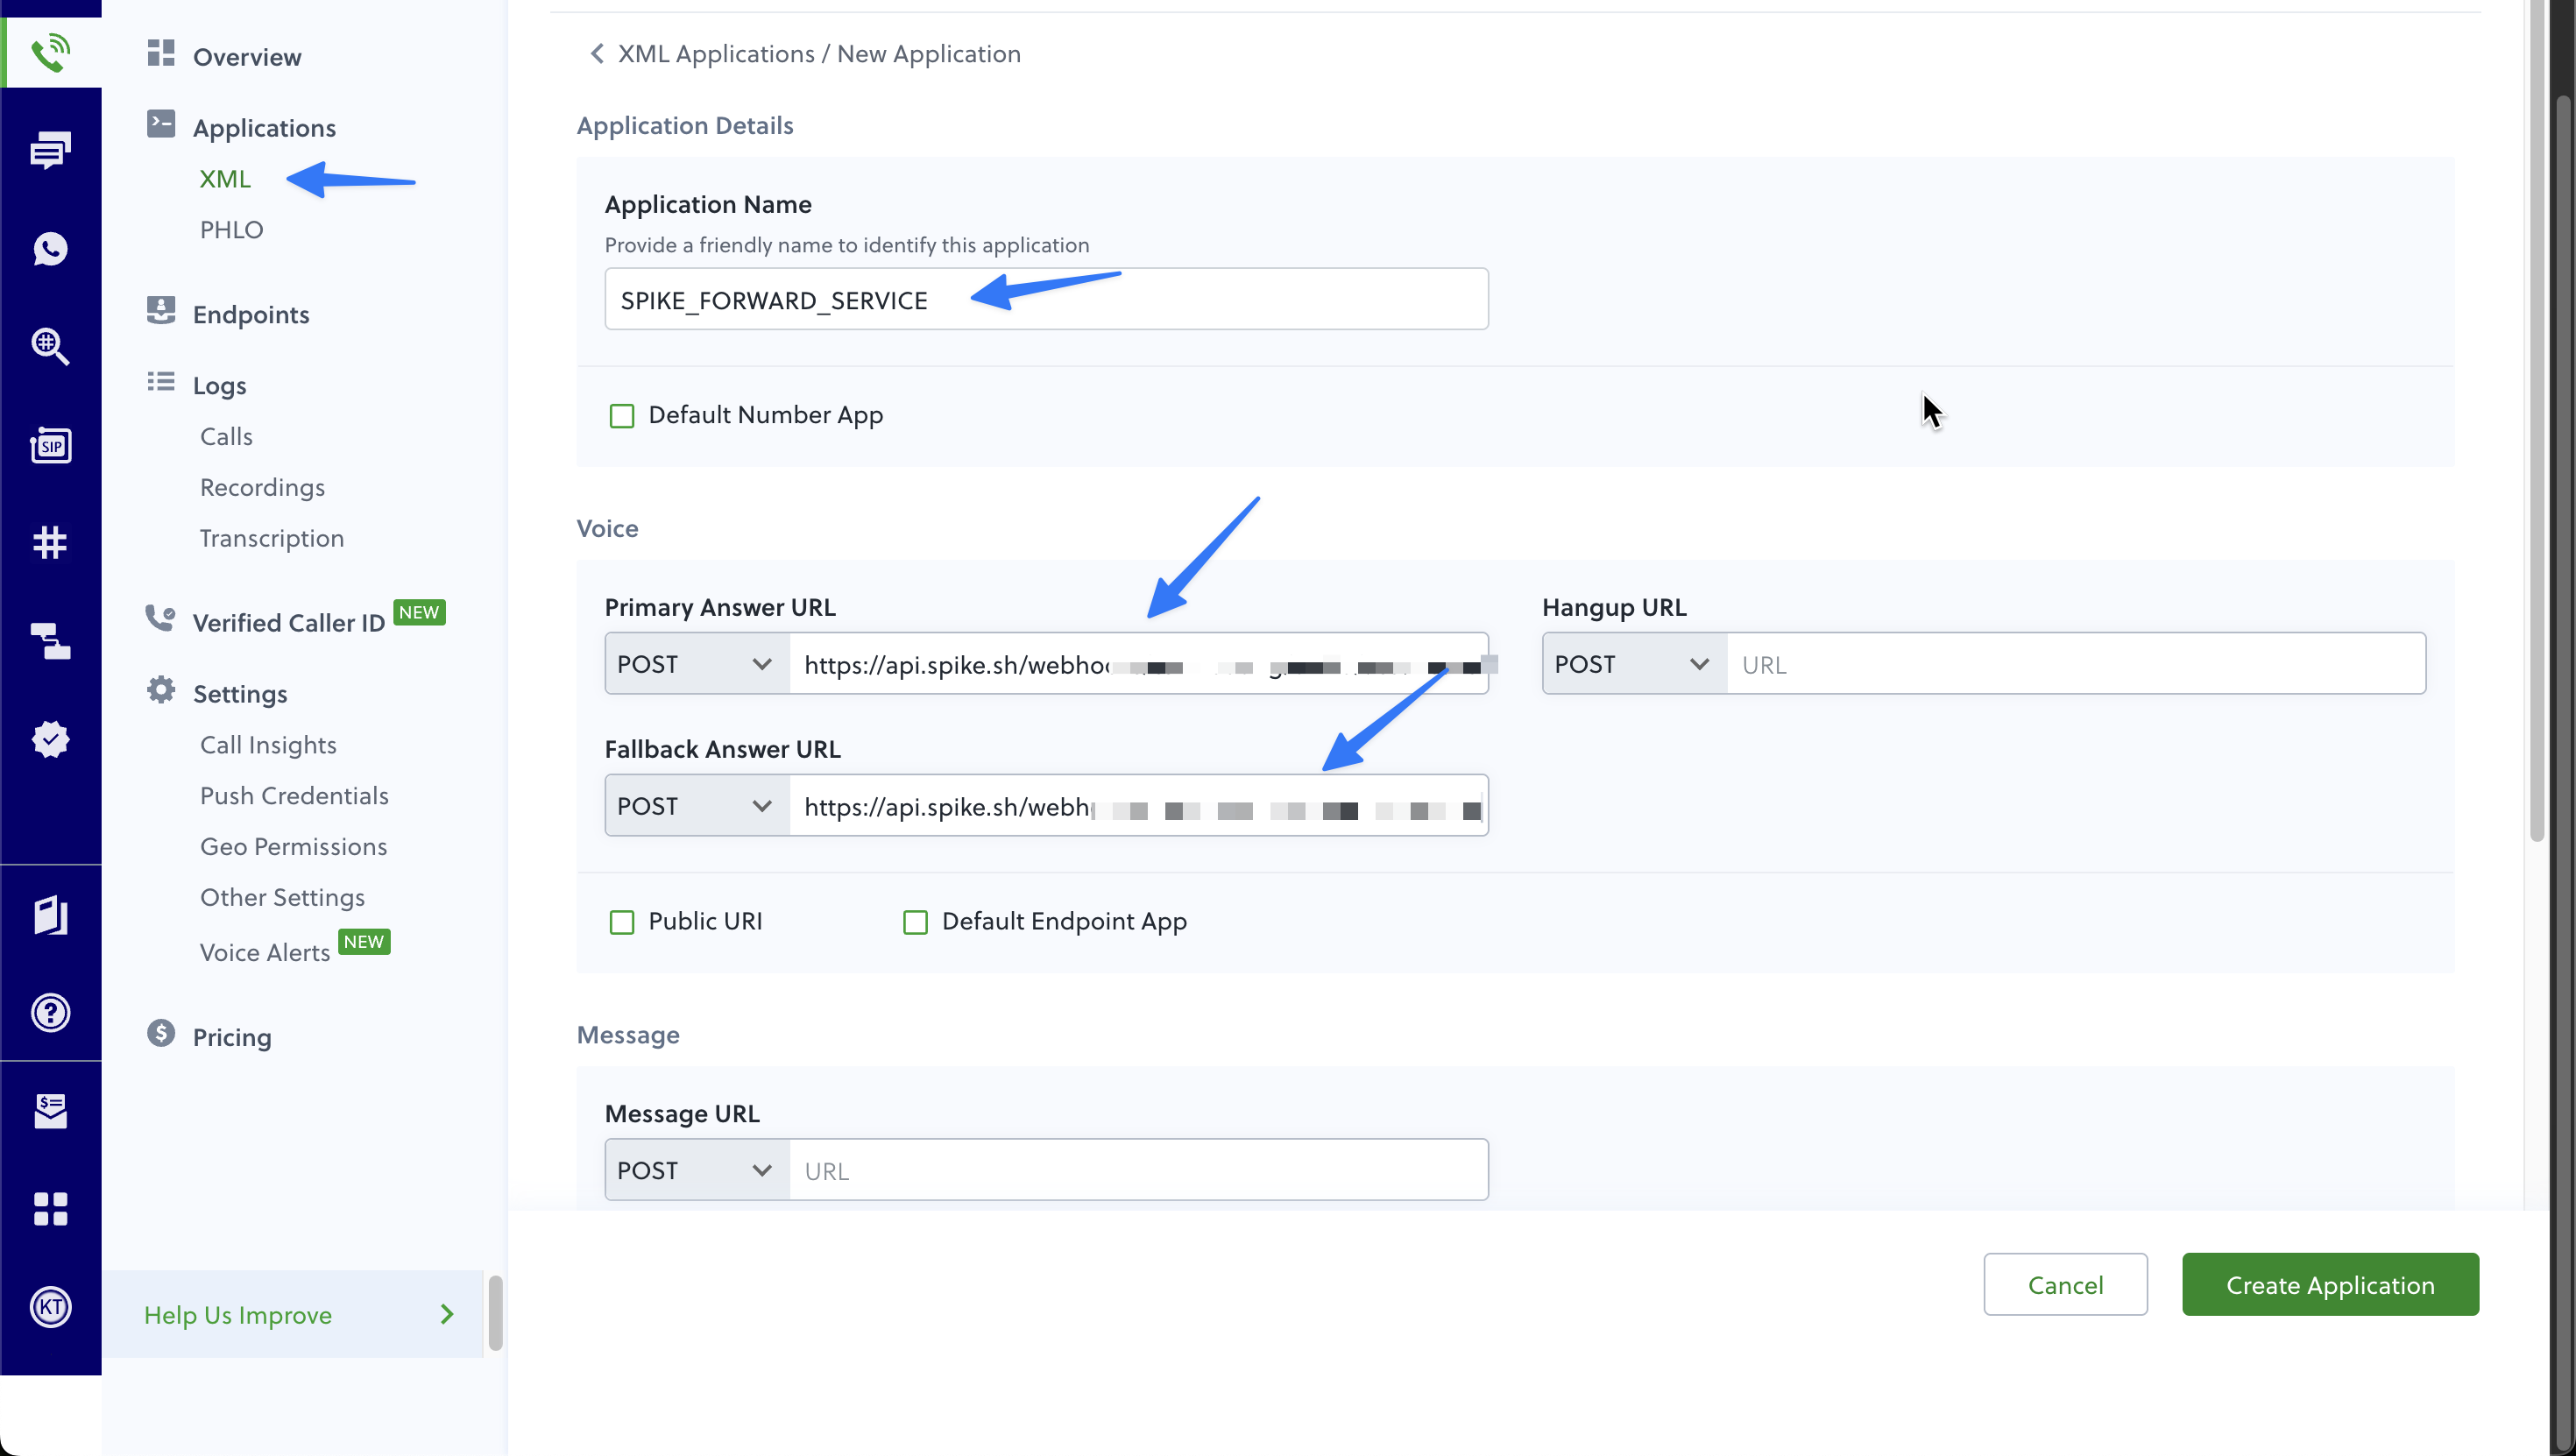 Overview
Applications
XML
PHLO
Endpoints
Logs
Calls
Recordings
Transcription
Verified Caller ID NEW
Settings
Call Insights
Push Credentials
Geo Permissions
Other Settings
Voice Alerts NEW
Pricing
Help Us Improve
SIP
KT
XML Applications / New Application
Application Details
Application Name
Provide a friendly name to identify this application
SPIKE_FORWARD_SERVICE
Default Number App
Voice
Primary Answer URL
POST https://api.spike.sh/webhoo
Hangup URL
POST URL
Fallback Answer URL
POST https://api.spike.sh/webh
Public URI Default Endpoint App
Message
Message URL
POST URL
Cancel Create Application